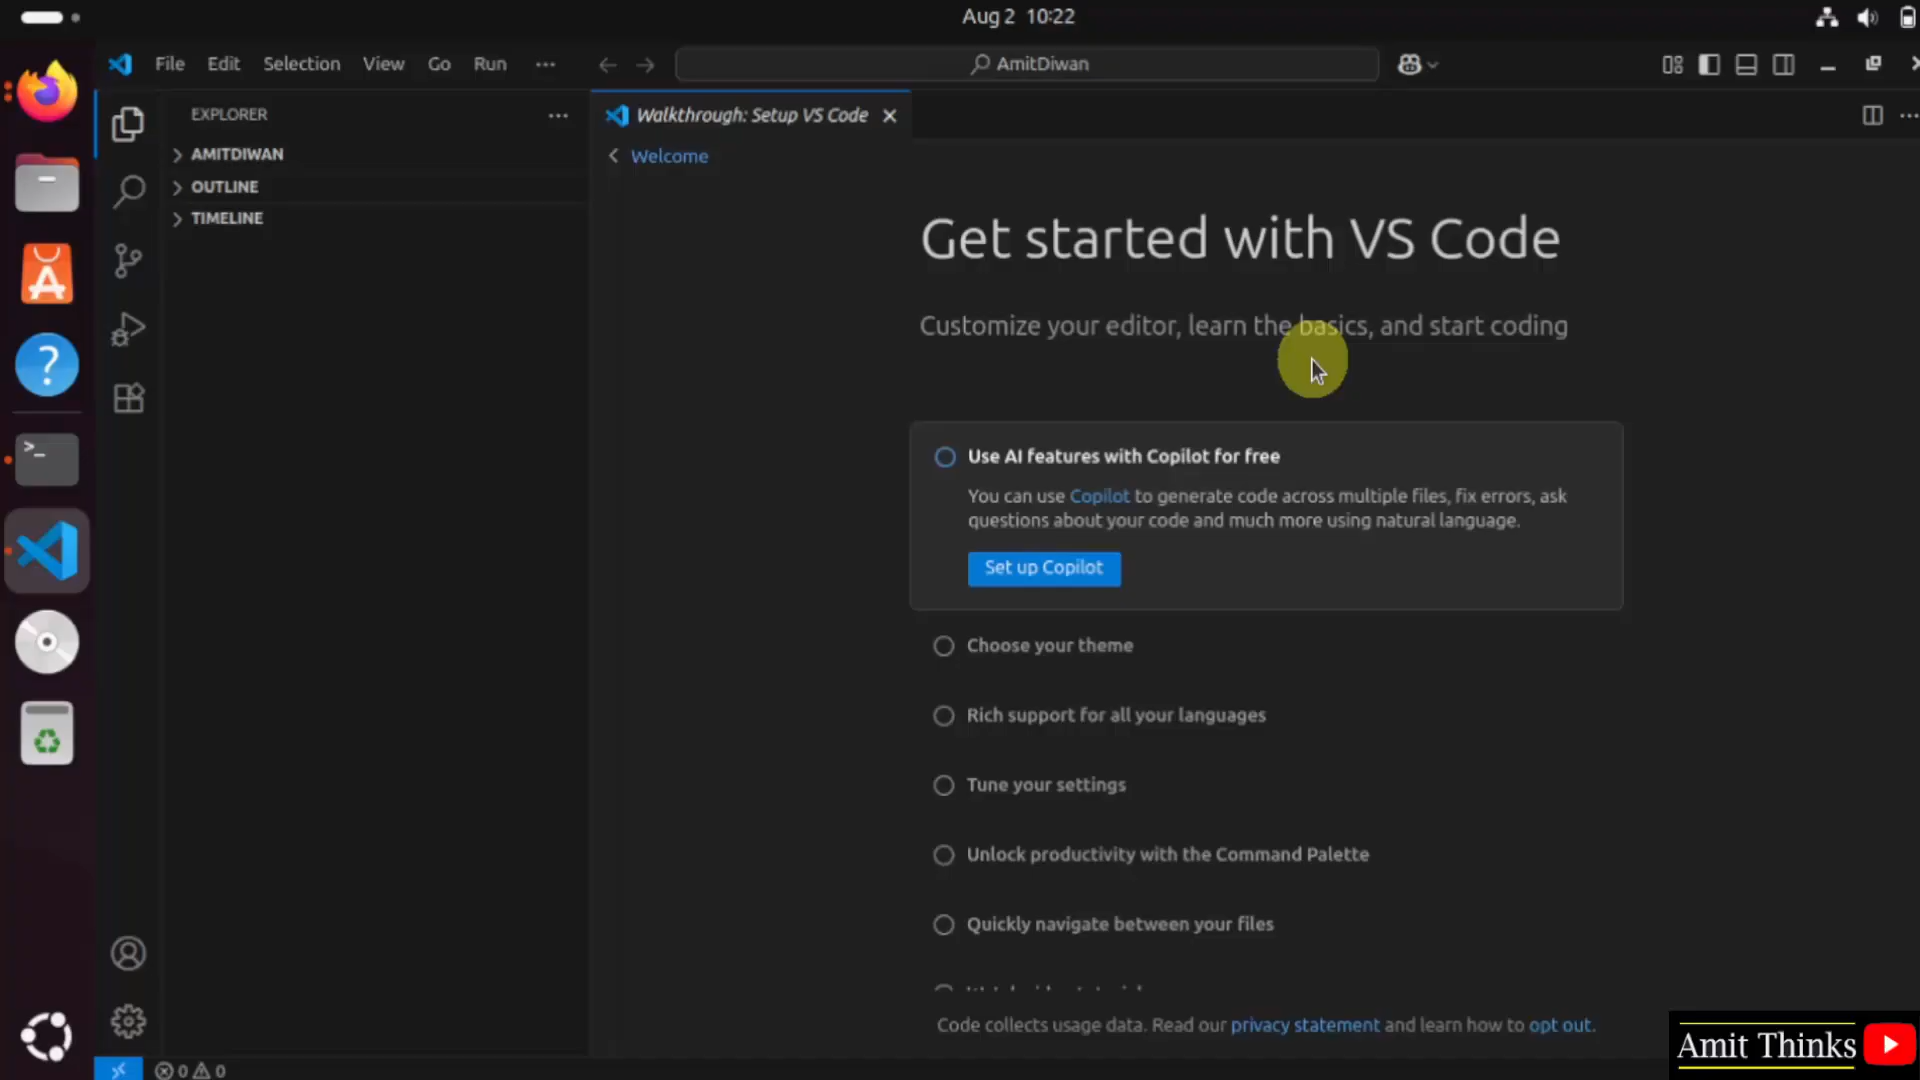 Aug 2 10:22
File Edit Selection View Go Run ...
AmitDiwan
EXPLORER
AMITDIWAN
OUTLINE
TIMELINE
Walkthrough: Setup VS Code
Welcome
Get started with VS Code
Customize your editor, learn the basics, and start coding
Use AI features with Copilot for free
You can use Copilot to generate code across multiple files, fix errors, ask
questions about your code and much more using natural language.
Set up Copilot
Choose your theme
Rich support for all your languages
Tune your settings
Unlock productivity with the Command Palette
Quickly navigate between your files
Code collects usage data. Read our privacy statement and learn how to opt out.
0 0
Amit Thinks